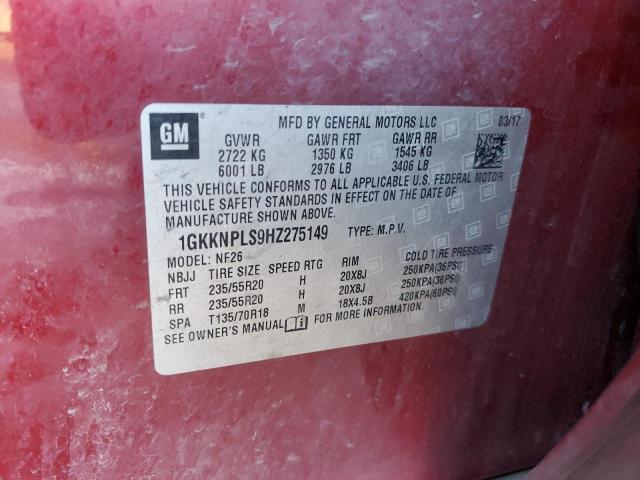 GM
MFD BY GENERAL MOTORS LLC 03/17
GVWR GAWR FRT GAWR RR
2722 KG 1350 KG 1545 KG
6001 LB 2976 LB 3406 LB
THIS VEHICLE CONFORMS TO ALL APPLICABLE U.S. FEDERAL MOTOR
VEHICLE SAFETY STANDARDS IN EFFECT ON THE DATE OF
MANUFACTURE SHOWN ABOVE.
1GKKNPLS9HZ275149 TYPE: M.P.V.
MODEL: NF26
NBJJ TIRE SIZE SPEED RTG RIM COLD TIRE PRESSURE
FRT 235/55R20 H 20X8J 250KPA(36PSI)
RR 235/55R20 H 20X8J 250KPA(36PSI)
SPA T135/70R18 M 18X4.5B 420KPA(60PSI)
SEE OWNER'S MANUAL FOR MORE INFORMATION.